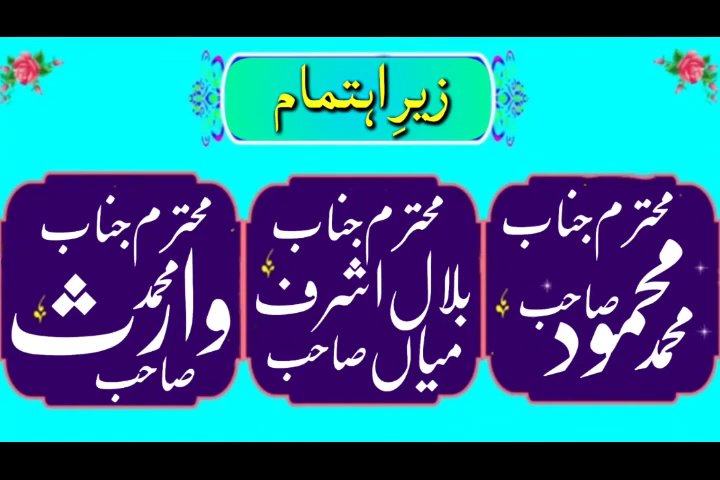 زیرِ اہتمام
محترم جناب
محمد محمود صاحب
محترم جناب
بلال اشرف
میاں صاحب
محترم جناب
محمد وارث
صاحب